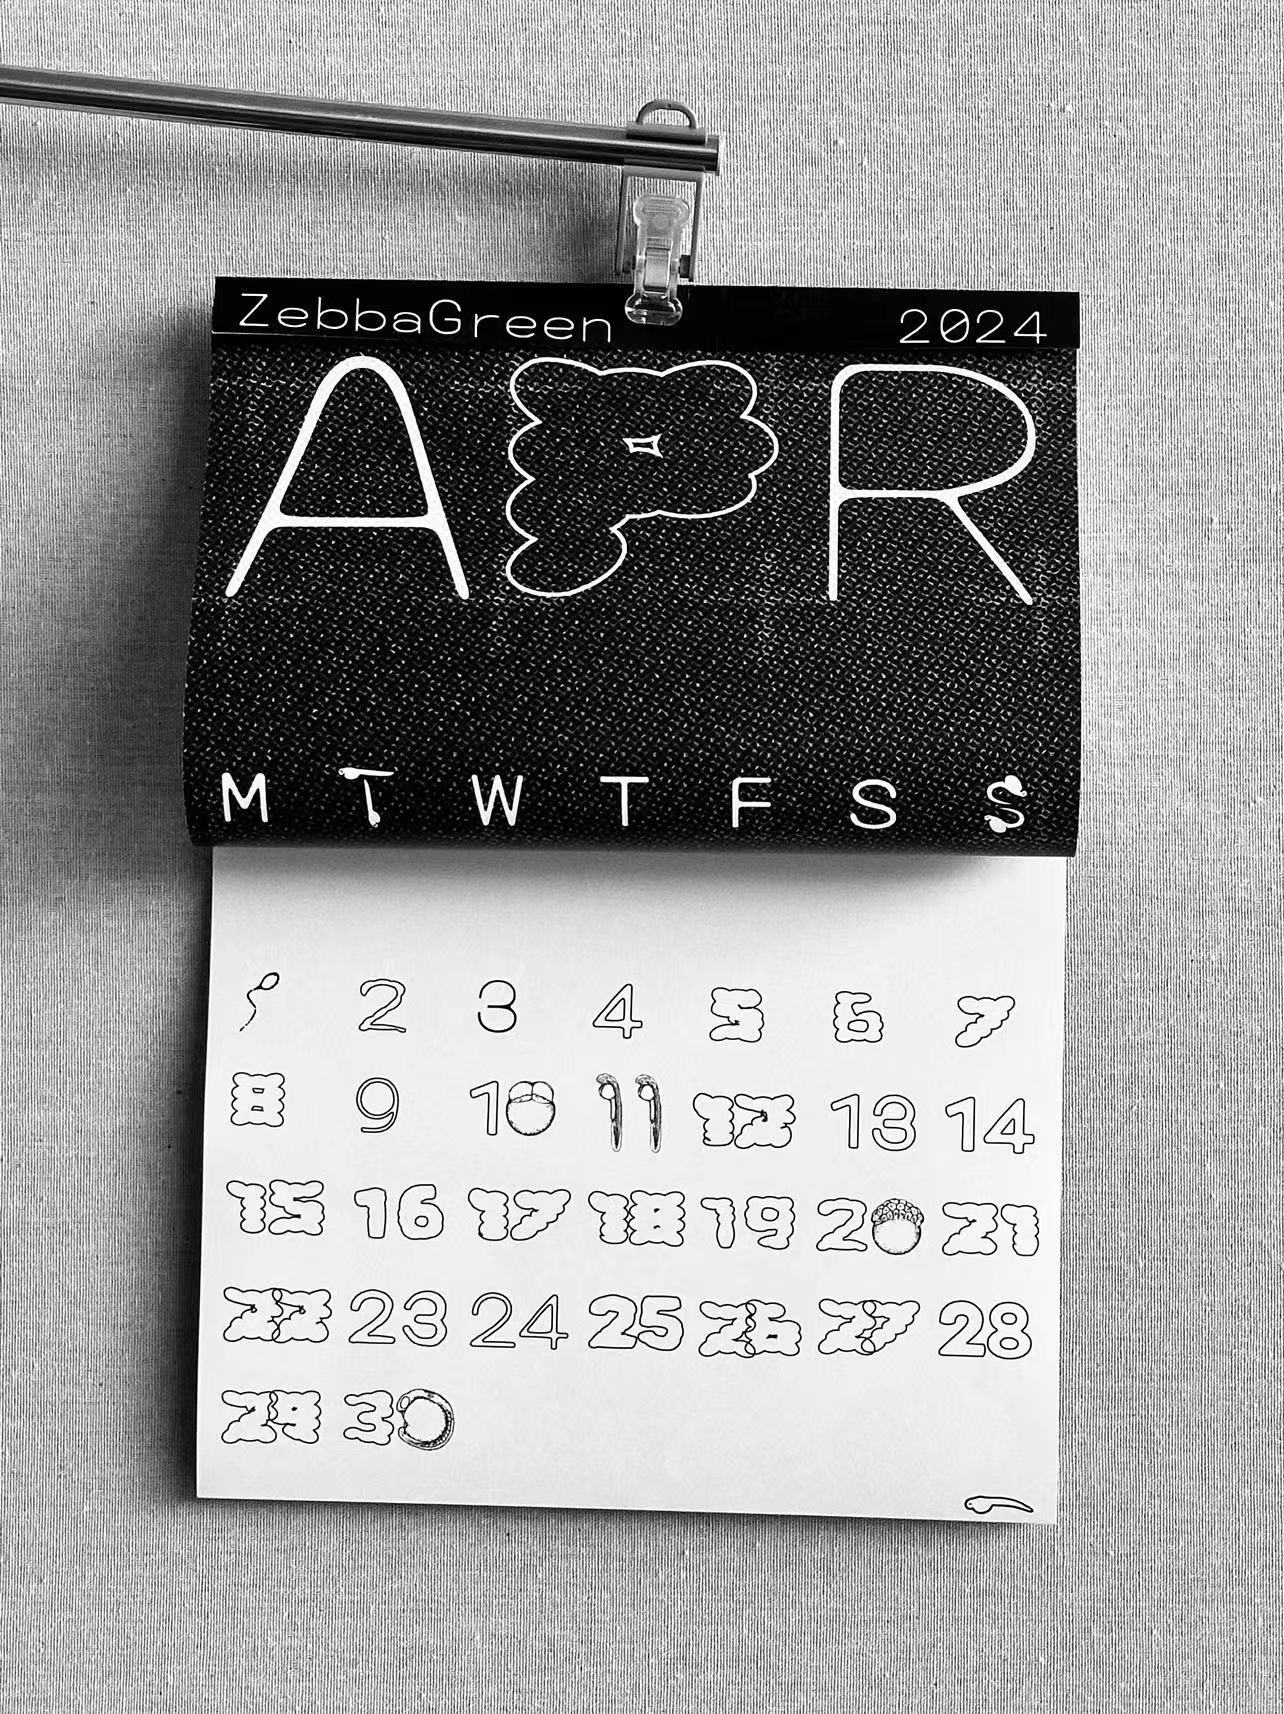 ZebbaGreen 2024
APR
M T W T F S S
1 2 3 4 5 6 7
8 9 10 11 12 13 14
15 16 17 18 19 20 21
22 23 24 25 26 27 28
29 30